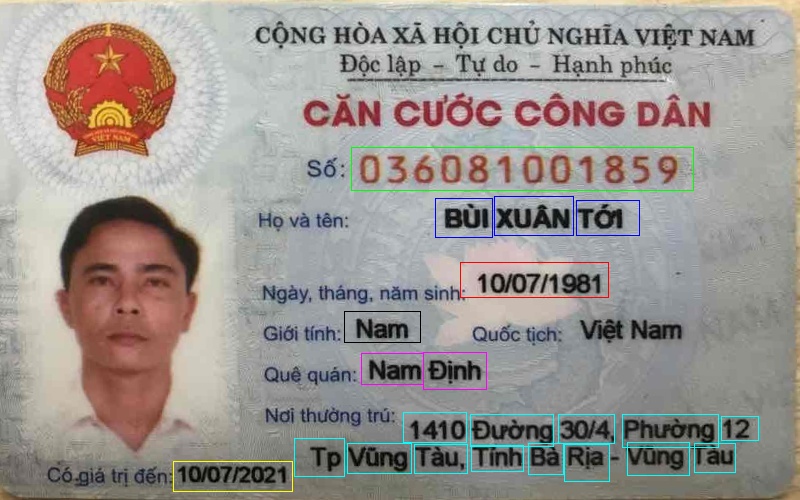 CỘNG HÒA XÃ HỘI CHỦ NGHĨA VIỆT NAM
Độc lập - Tự do - Hạnh phúc
CĂN CƯỚC CÔNG DÂN
Số: 036081001859
Họ và tên: BÙI XUÂN TỚI
Ngày, tháng, năm sinh: 10/07/1981
Giới tính: Nam Quốc tịch: Việt Nam
Quê quán: Nam Định
Nơi thường trú: 1410 Đường 30/4, Phường 12
Tp Vũng Tàu, Tỉnh Bà Rịa - Vũng Tàu
Có giá trị đến: 10/07/2021
VIỆT NAM